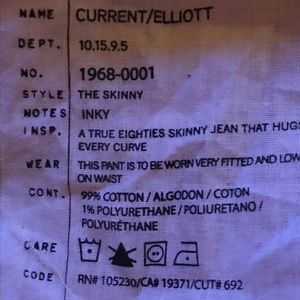 NAME CURRENT/ELLIOTT
DEPT. 10.15.9.5
NO. 1968-0001
STYLE THE SKINNY
NOTES INKY
INSP. A TRUE EIGHTIES SKINNY JEAN THAT HUGS
EVERY CURVE
WEAR THIS PANT IS TO BE WORN VERY FITTED AND LOW
ON WAIST
CONT. 99% COTTON / ALGODON / COTON
1% POLYURETHANE / POLIURETANO /
POLYURÉTHANE
CARE
CODE RN# 105230/CA# 19371/CUT# 692